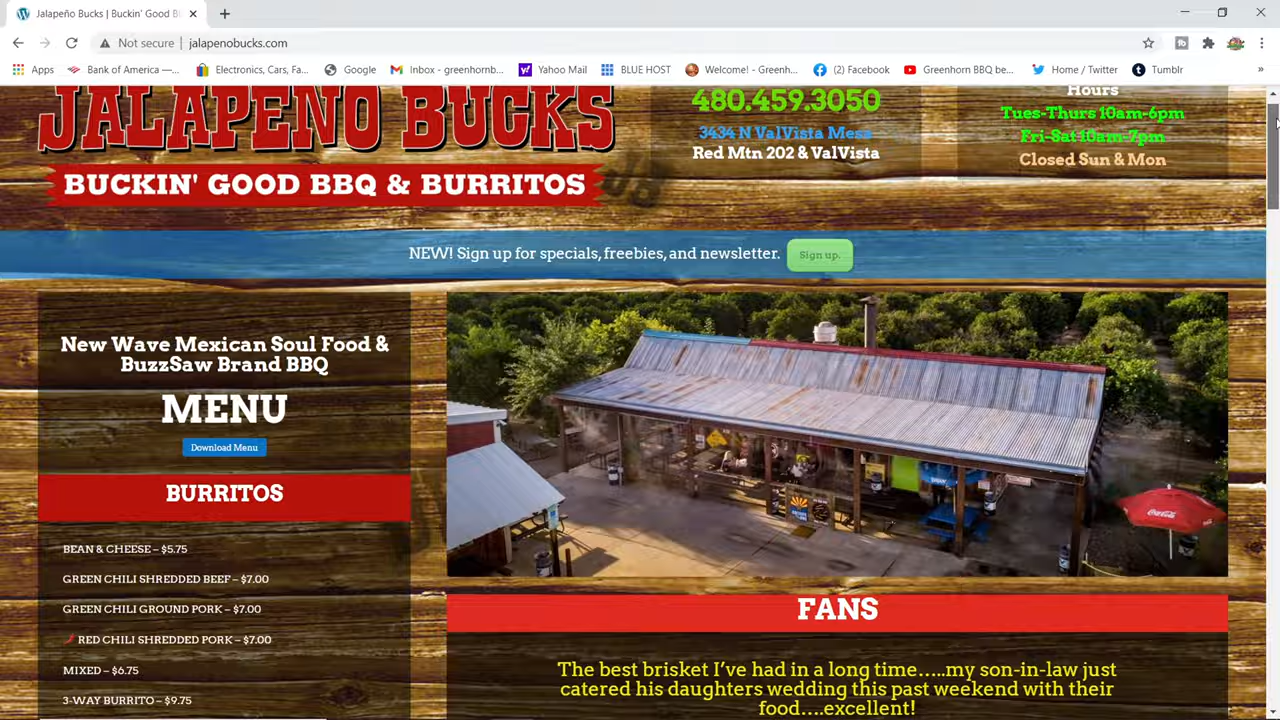 Jalapeño Bucks | Buckin' Good B
Not secure
jalapenobucks.com
Apps
Bank of America —...
Electronics, Cars, Fa...
Google
Inbox - greenhornb...
Yahoo Mail
BLUE HOST
Welcome! - Greenh...
(2) Facebook
Greenhorn BBQ be...
Home / Twitter
Tumblr
»
JALAPENO BUCKS
BUCKIN' GOOD BBQ & BURRITOS
480.459.3050
3434 N ValVista Mesa
Red Mtn 202 & ValVista
Hours
Tues-Thurs 10am-6pm
Fri-Sat 10am-7pm
Closed Sun & Mon
NEW! Sign up for specials, freebies, and newsletter.
Sign up.
New Wave Mexican Soul Food &
BuzzSaw Brand BBQ
MENU
Download Menu
BURRITOS
BEAN & CHEESE – $5.75
GREEN CHILI SHREDDED BEEF – $7.00
GREEN CHILI GROUND PORK – $7.00
RED CHILI SHREDDED PORK – $7.00
MIXED – $6.75
3-WAY BURRITO – $9.75
Coca-Cola
FANS
The best brisket I've had in a long time.....my son-in-law just
catered his daughters wedding this past weekend with their
food....excellent!